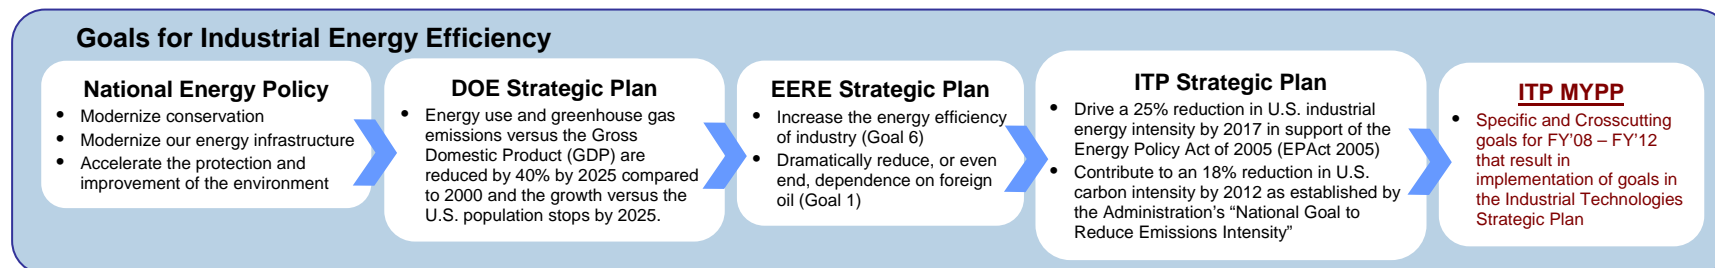 Goals for Industrial Energy Efficiency
National Energy Policy
• Modernize conservation
• Modernize our energy infrastructure
• Accelerate the protection and
improvement of the environment
DOE Strategic Plan
• Energy use and greenhouse gas
emissions versus the Gross
Domestic Product (GDP) are
reduced by 40% by 2025 compared
to 2000 and the growth versus the
U.S. population stops by 2025.
EERE Strategic Plan
• Increase the energy efficiency
of industry (Goal 6)
• Dramatically reduce, or even
end, dependence on foreign
oil (Goal 1)
ITP Strategic Plan
• Drive a 25% reduction in U.S. industrial
energy intensity by 2017 in support of the
Energy Policy Act of 2005 (EPAct 2005)
• Contribute to an 18% reduction in U.S.
carbon intensity by 2012 as established by
the Administration's “National Goal to
Reduce Emissions Intensity”
ITP MYPP
• Specific and Crosscutting
goals for FY'08 – FY'12
that result in
implementation of goals in
the Industrial Technologies
Strategic Plan